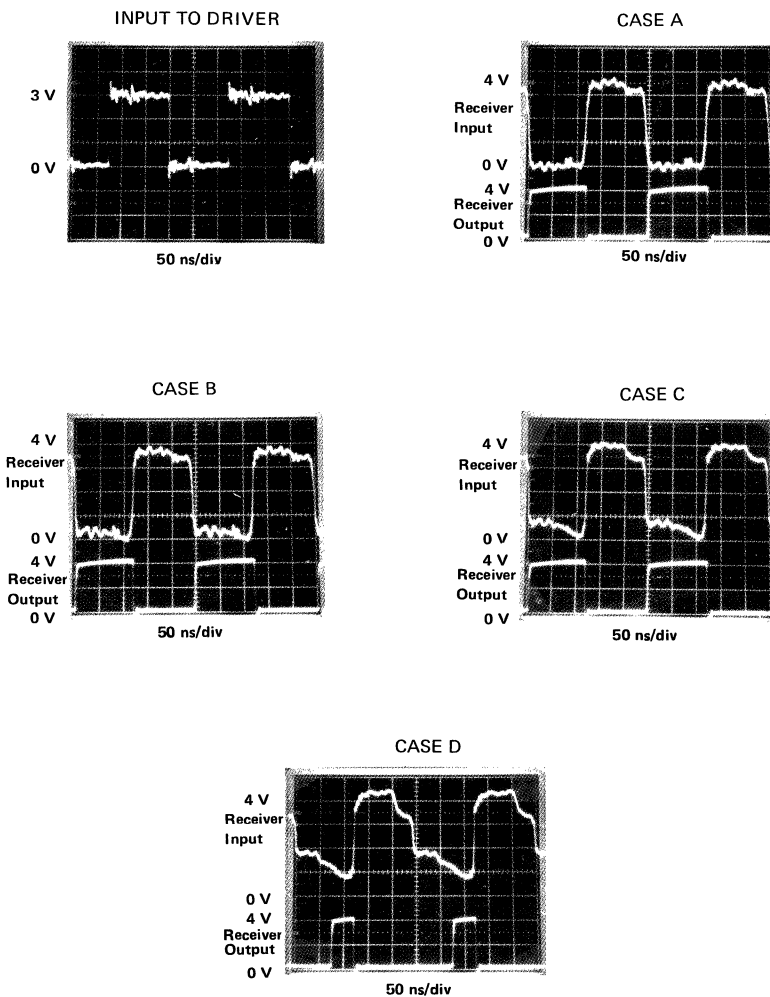 INPUT TO DRIVER
3 V
0 V
50 ns/div
CASE A
4 V
Receiver
Input
0 V
4 V
Receiver
Output
0 V
50 ns/div
CASE B
4 V
Receiver
Input
0 V
4 V
Receiver
Output
0 V
50 ns/div
CASE C
4 V
Receiver
Input
0 V
4 V
Receiver
Output
0 V
50 ns/div
CASE D
4 V
Receiver
Input
0 V
4 V
Receiver
Output
0 V
50 ns/div